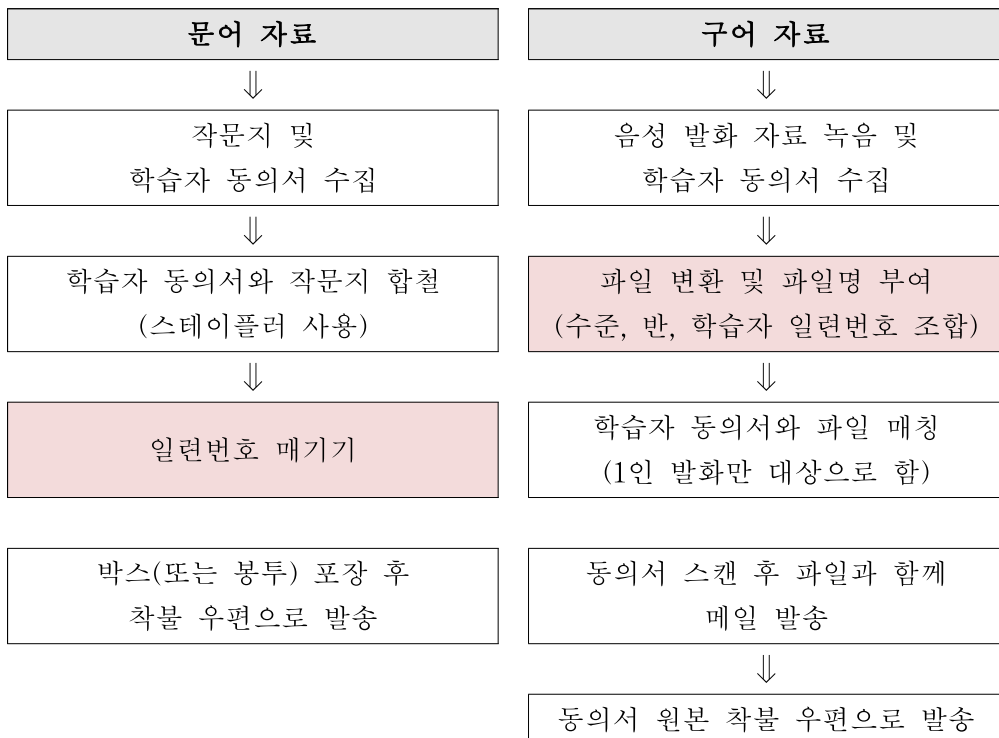 문어 자료
⇓
작문지 및
학습자 동의서 수집
⇓
학습자 동의서와 작문지 합철
(스테이플러 사용)
⇓
일련번호 매기기
박스(또는 봉투) 포장 후
착불 우편으로 발송
구어 자료
⇓
음성 발화 자료 녹음 및
학습자 동의서 수집
⇓
파일 변환 및 파일명 부여
(수준, 반, 학습자 일련번호 조합)
⇓
학습자 동의서와 파일 매칭
(1인 발화만 대상으로 함)
동의서 스캔 후 파일과 함께
메일 발송
⇓
동의서 원본 착불 우편으로 발송